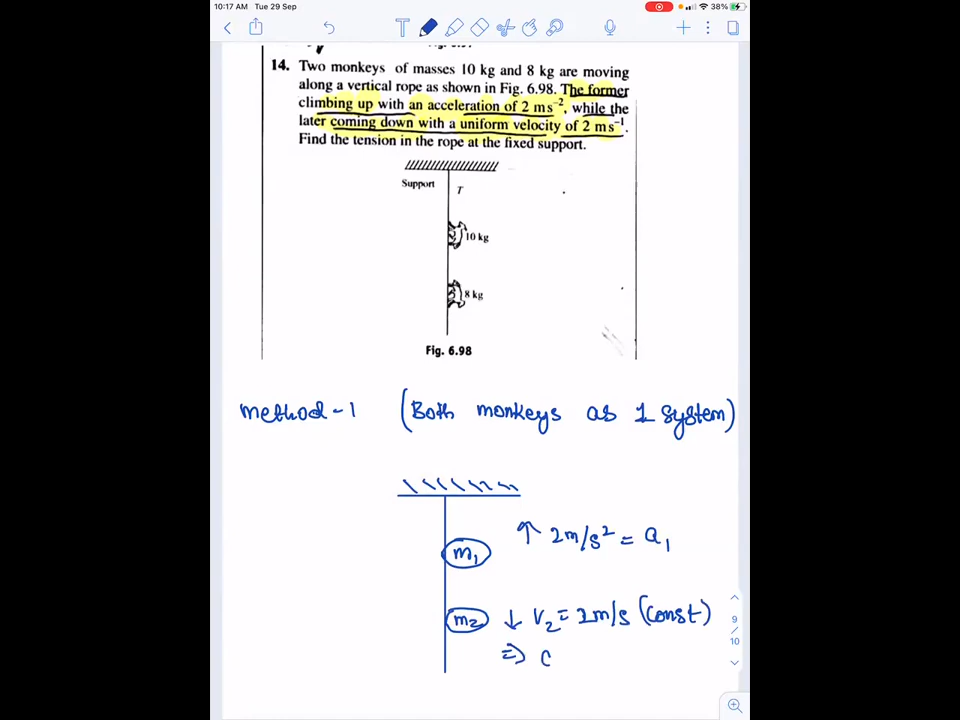 10:17 AM Tue 29 Sep
38%
14. Two monkeys of masses 10 kg and 8 kg are moving
along a vertical rope as shown in Fig. 6.98. The former
climbing up with an acceleration of 2 ms⁻², while the
later coming down with a uniform velocity of 2 ms⁻¹.
Find the tension in the rope at the fixed support.
Support
T
10 kg
8 kg
Fig. 6.98
method-1 (Both monkeys as 1 system)
m₁ ↑ 2m/s² = a₁
m₂ ↓ V₂ = 2m/s (const)
⇒
9
/
10